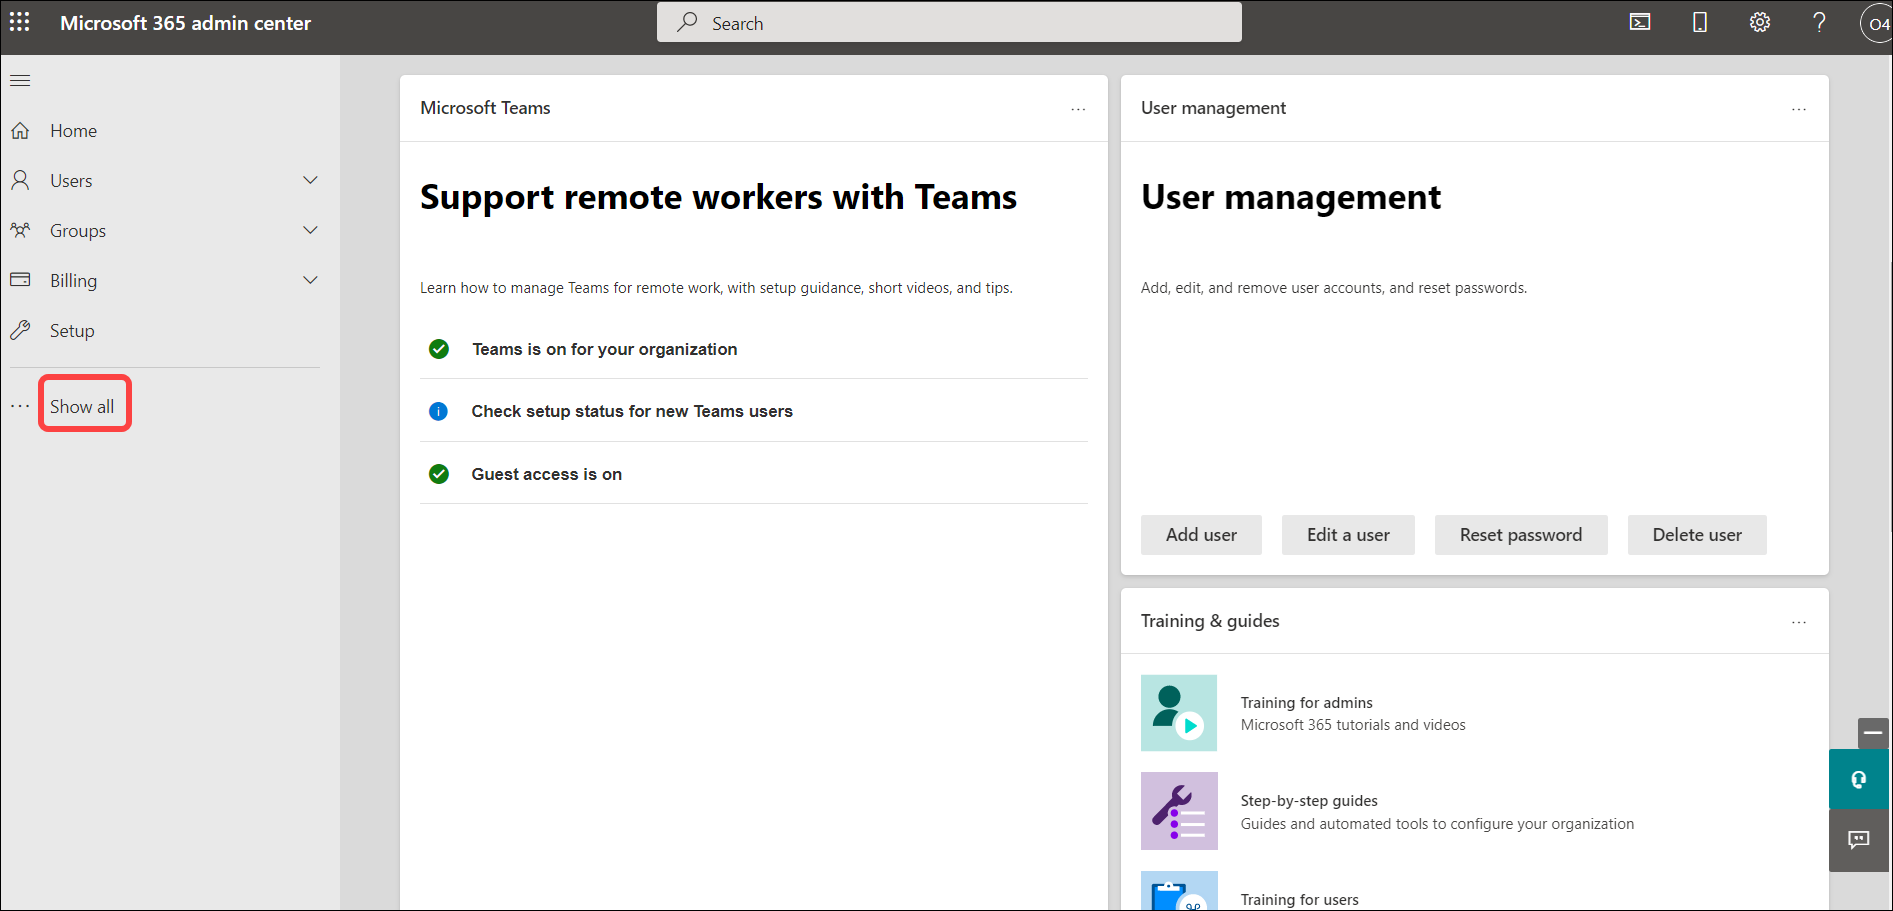 Microsoft 365 admin center
Search
O4
Home
Users
Groups
Billing
Setup
Show all
Microsoft Teams
Support remote workers with Teams
Learn how to manage Teams for remote work, with setup guidance, short videos, and tips.
Teams is on for your organization
Check setup status for new Teams users
Guest access is on
User management
User management
Add, edit, and remove user accounts, and reset passwords.
Add user
Edit a user
Reset password
Delete user
Training & guides
Training for admins
Microsoft 365 tutorials and videos
Step-by-step guides
Guides and automated tools to configure your organization
Training for users